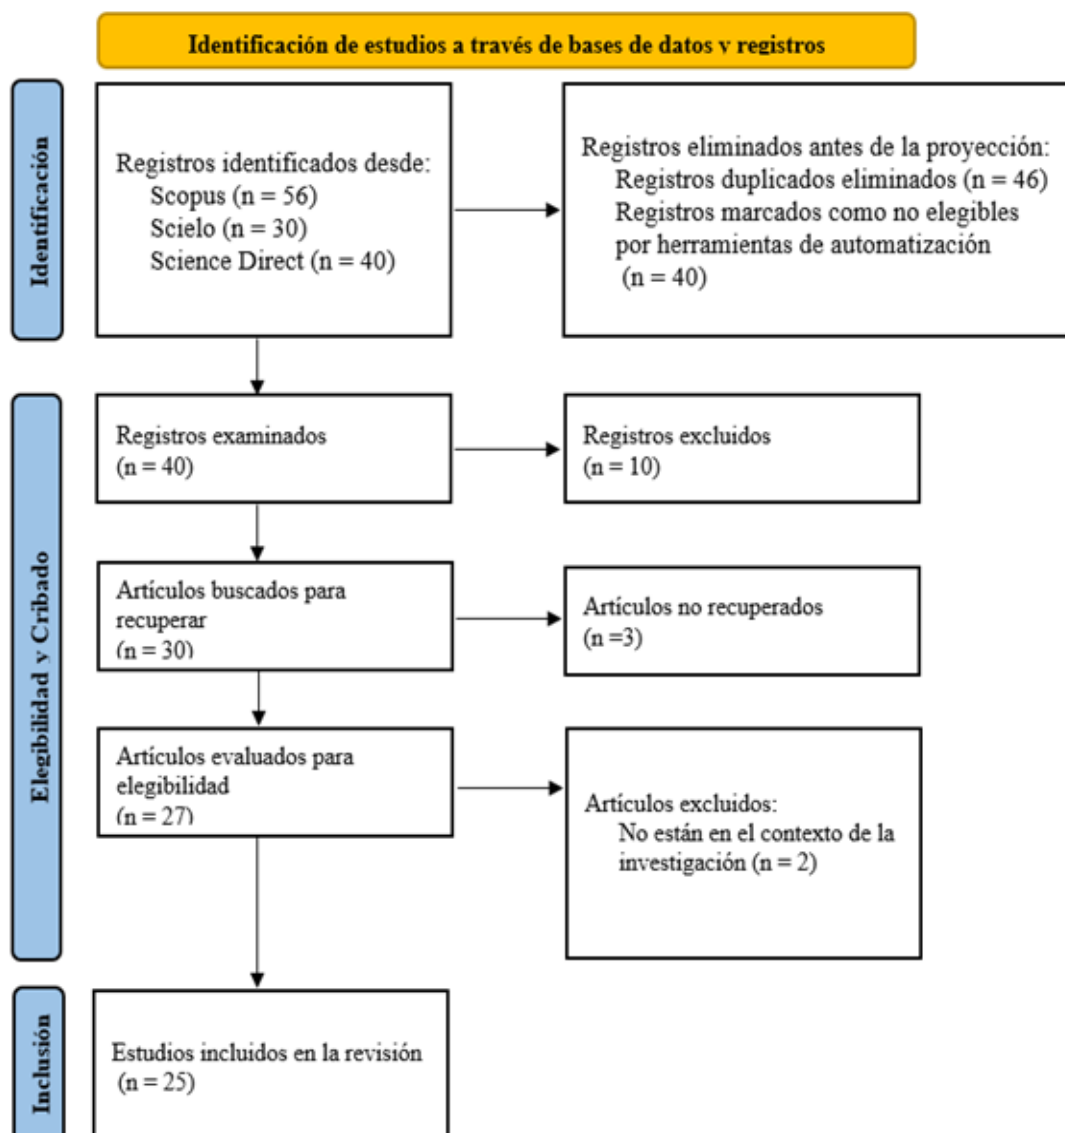 Identificación de estudios a través de bases de datos y registros
Identificación
Registros identificados desde:
Scopus (n = 56)
Scielo (n = 30)
Science Direct (n = 40)
Registros eliminados antes de la proyección:
Registros duplicados eliminados (n = 46)
Registros marcados como no elegibles
por herramientas de automatización
(n = 40)
Elegibilidad y Cribado
Registros examinados
(n = 40)
Registros excluidos
(n = 10)
Artículos buscados para
recuperar
(n = 30)
Artículos no recuperados
(n =3)
Artículos evaluados para
elegibilidad
(n = 27)
Artículos excluidos:
No están en el contexto de la
investigación (n = 2)
Inclusión
Estudios incluidos en la revisión
(n = 25)